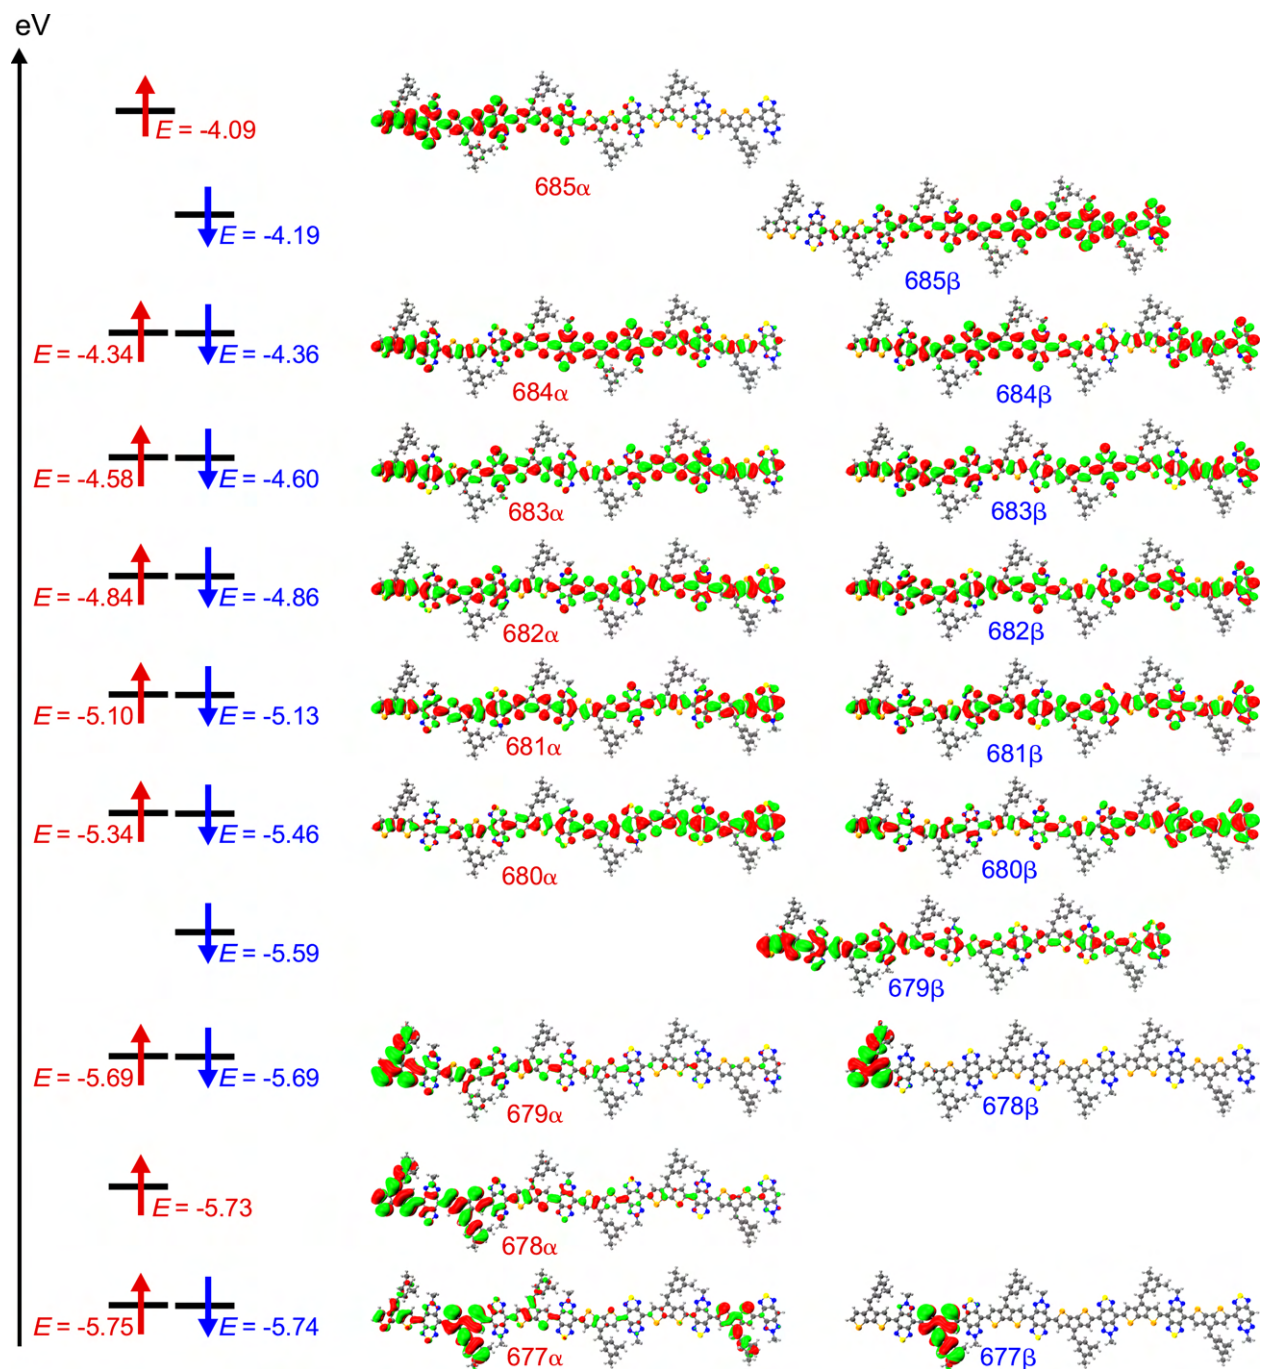 eV
E = -4.09
685α
E = -4.19
685β
E = -4.34
E = -4.36
684α
684β
E = -4.58
E = -4.60
683α
683β
E = -4.84
E = -4.86
682α
682β
E = -5.10
E = -5.13
681α
681β
E = -5.34
E = -5.46
680α
680β
E = -5.59
679β
E = -5.69
E = -5.69
679α
678β
E = -5.73
678α
E = -5.75
E = -5.74
677α
677β